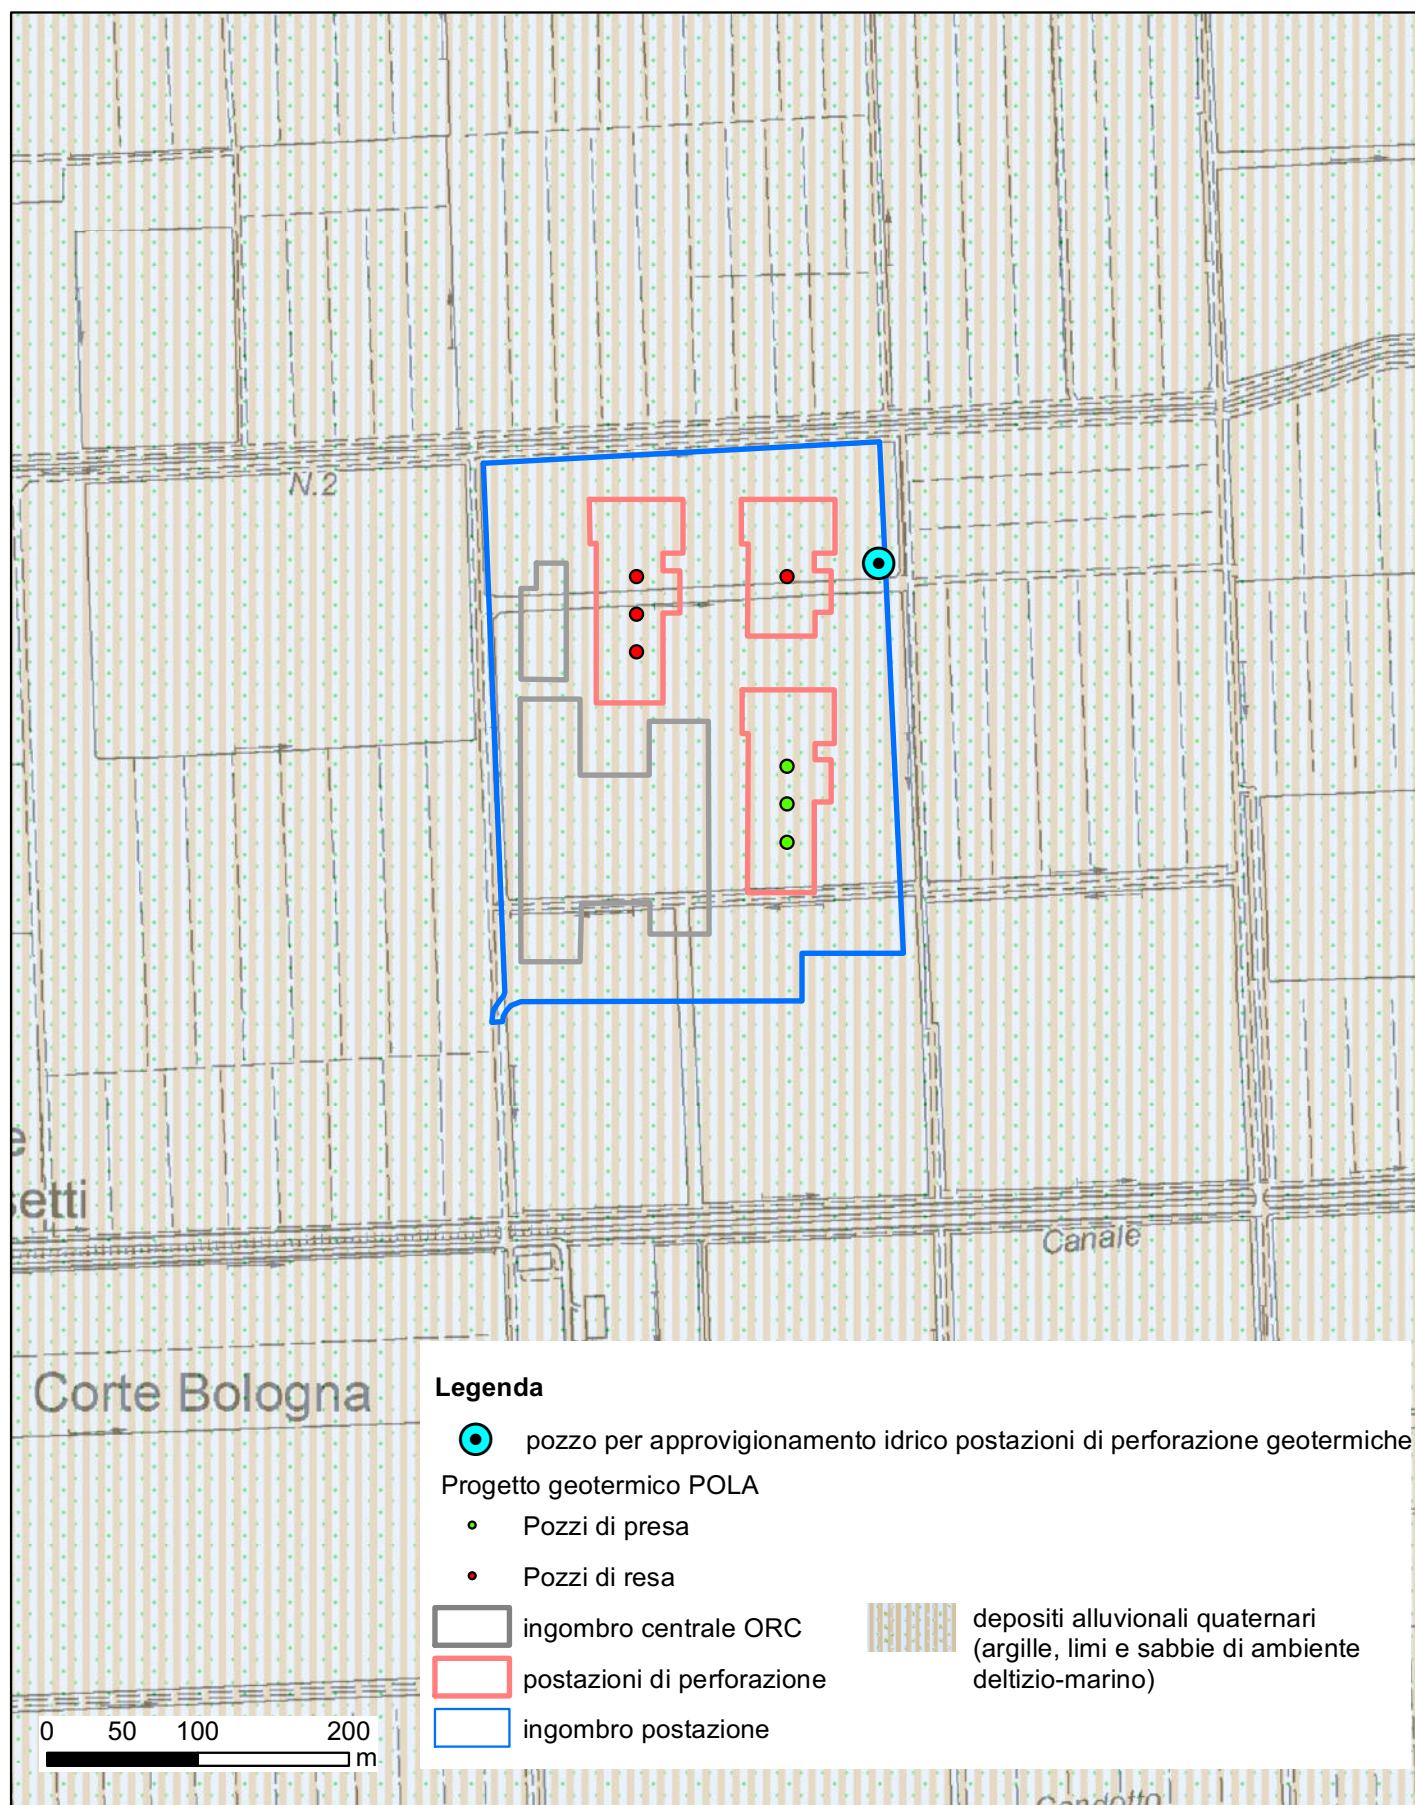 N.2
setti
Canale
Corte Bologna
Legenda
pozzo per approvigionamento idrico postazioni di perforazione geotermiche
Progetto geotermico POLA
Pozzi di presa
Pozzi di resa
ingombro centrale ORC
postazioni di perforazione
ingombro postazione
depositi alluvionali quaternari
(argille, limi e sabbie di ambiente
deltizio-marino)
0 50 100 200
m